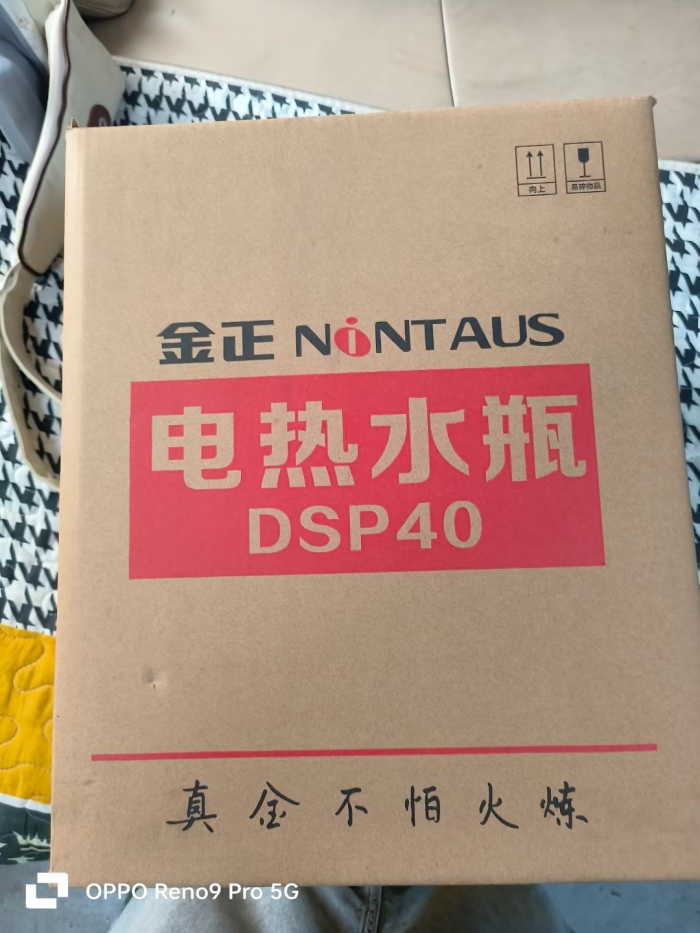 向上 易碎物品
金正 NiNTAUS
电热水瓶
DSP40
真金不怕火炼
OPPO Reno9 Pro 5G